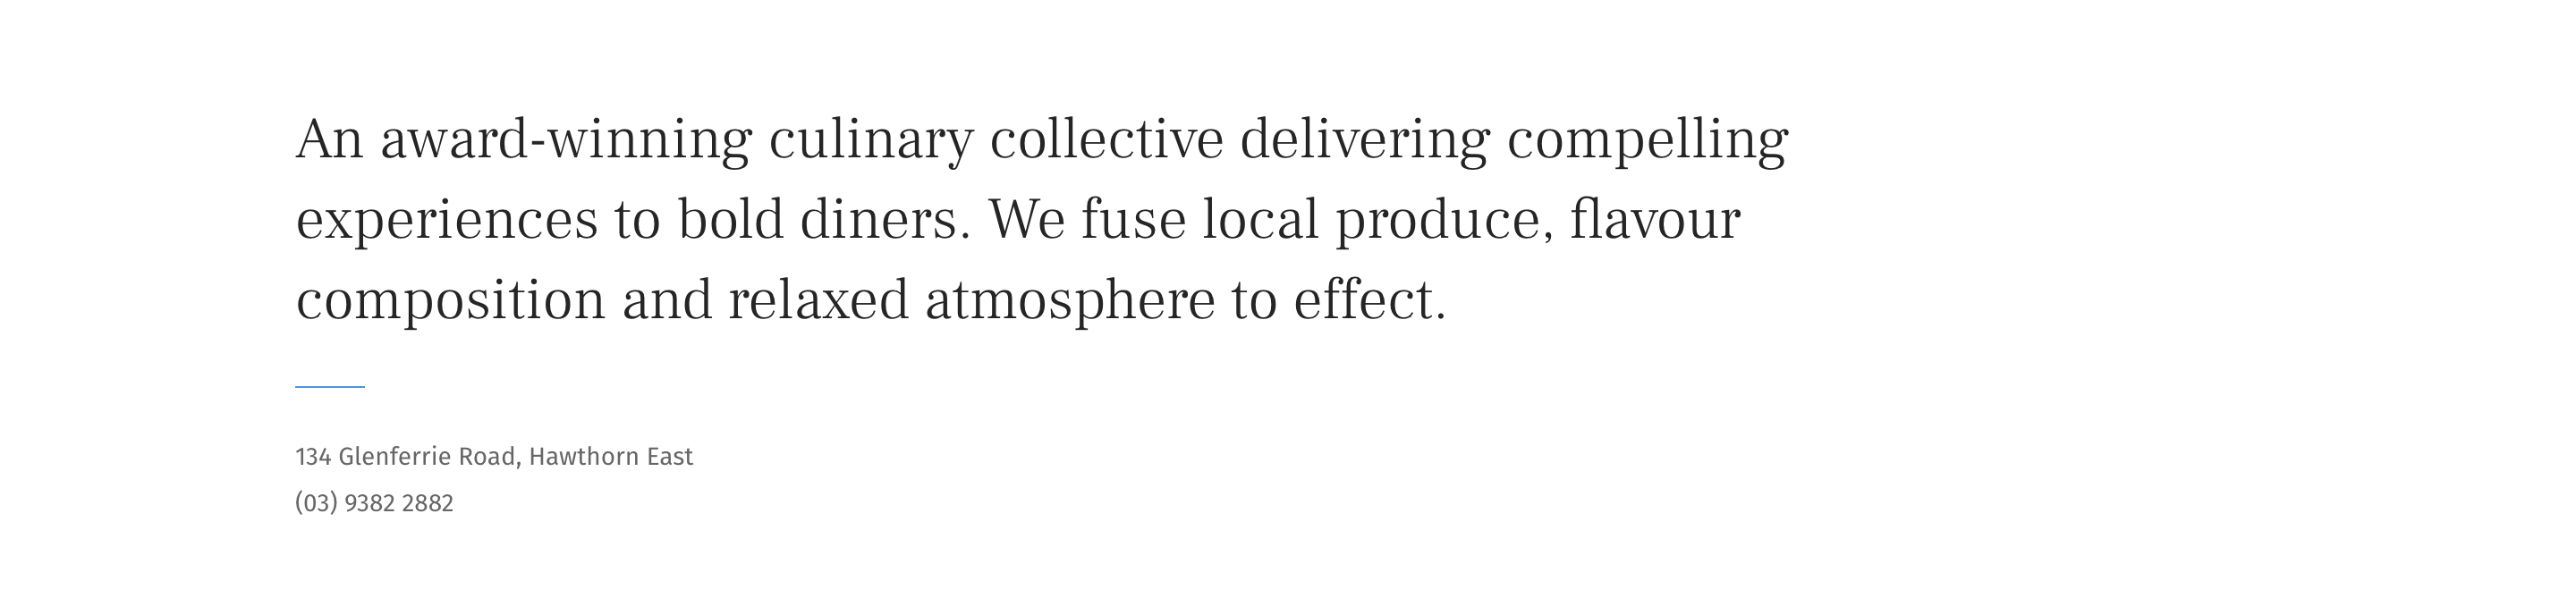 An award-winning culinary collective delivering compelling
experiences to bold diners. We fuse local produce, flavour
composition and relaxed atmosphere to effect.
134 Glenferrie Road, Hawthorn East
(03) 9382 2882